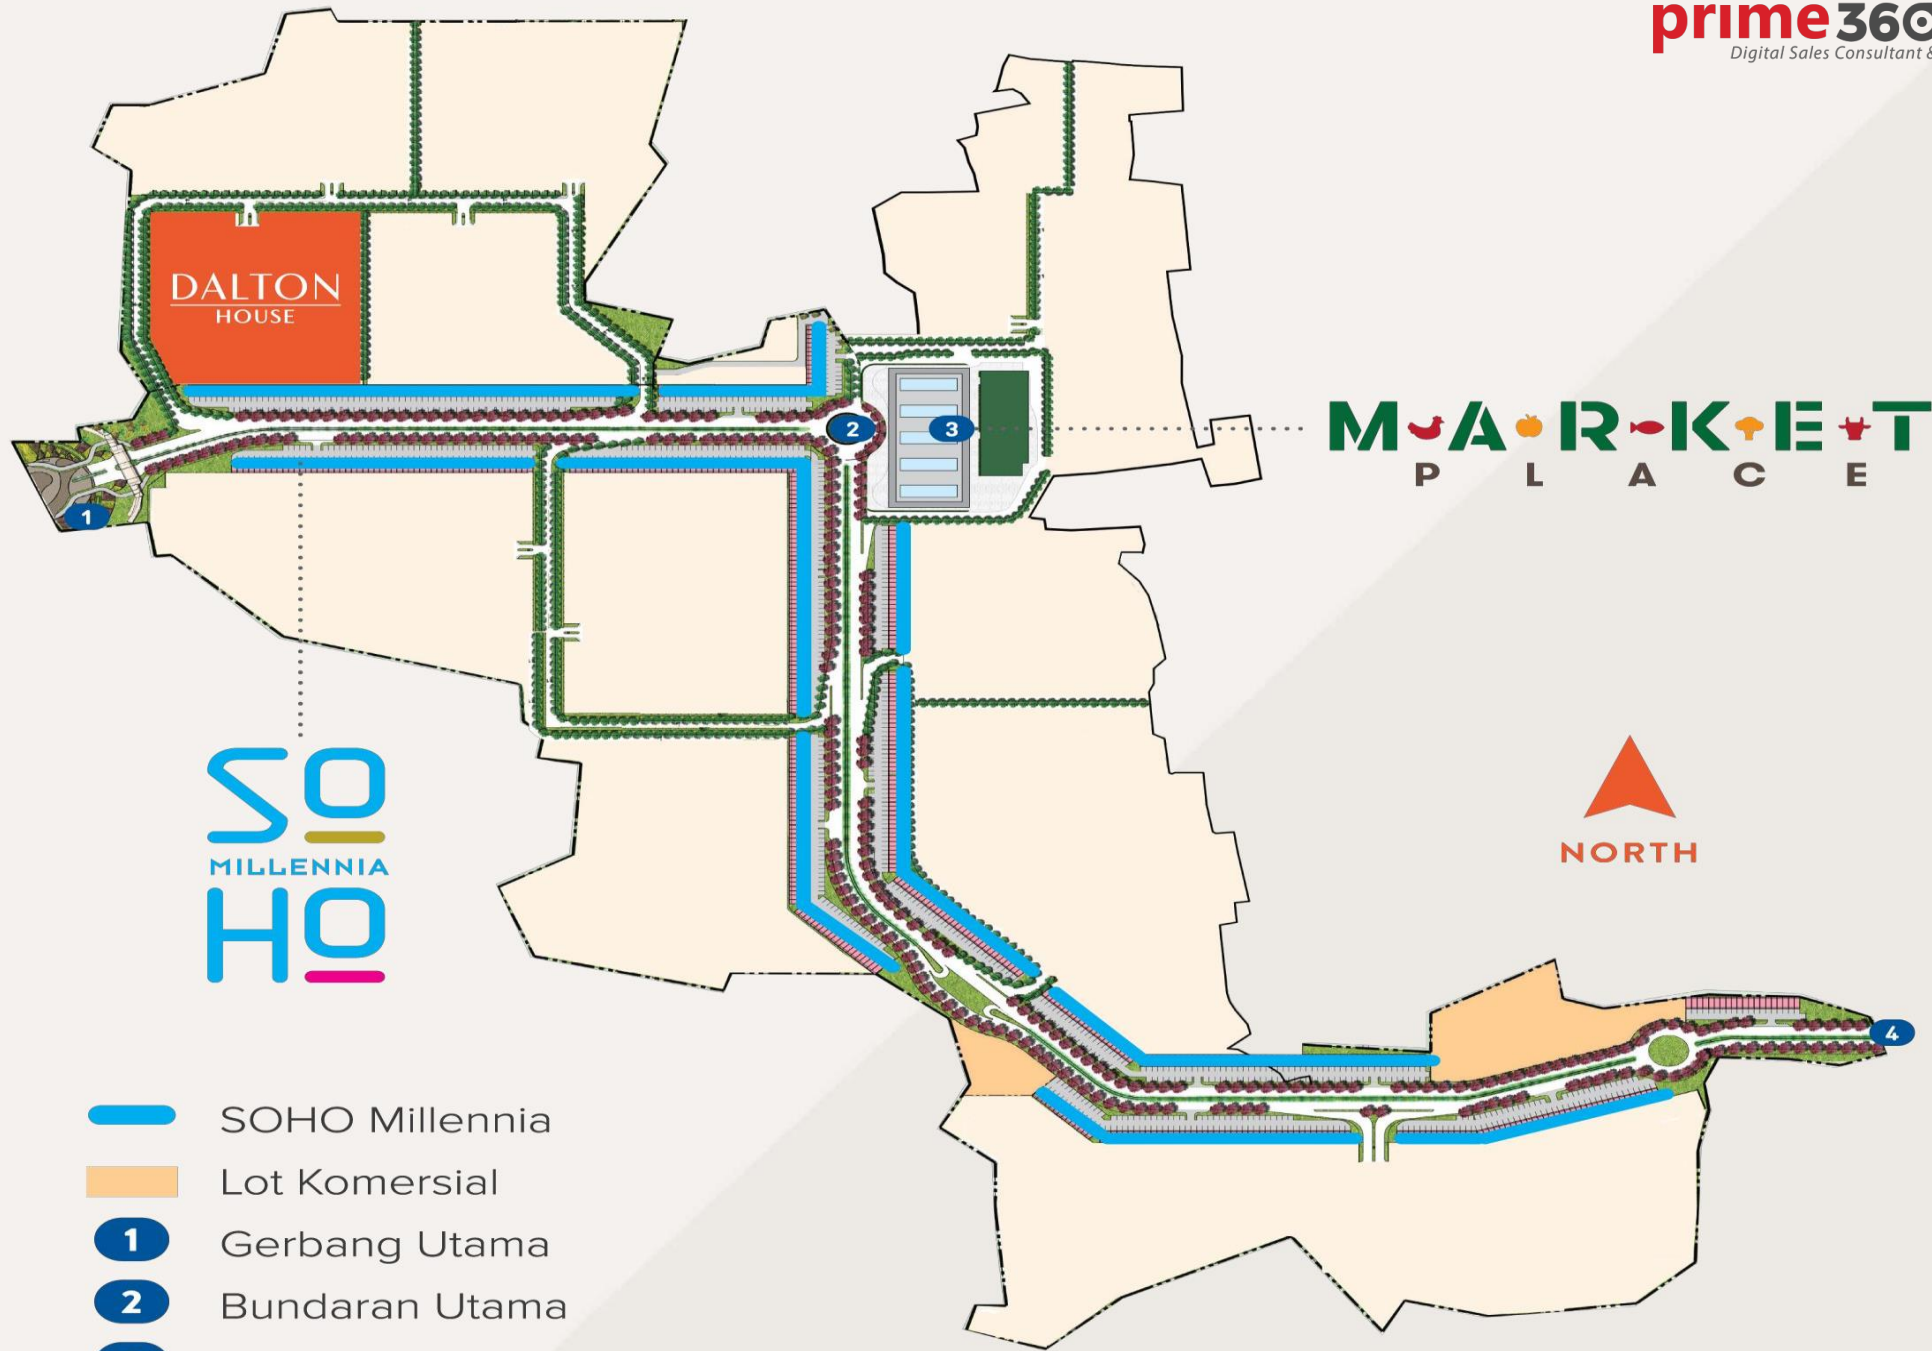 prime360
Digital Sales Consultant &
DALTON
HOUSE
2
3
MARKET
PLACE
1
SO
MILLENNIA
HO
NORTH
4
SOHO Millennia
Lot Komersial
1 Gerbang Utama
2 Bundaran Utama